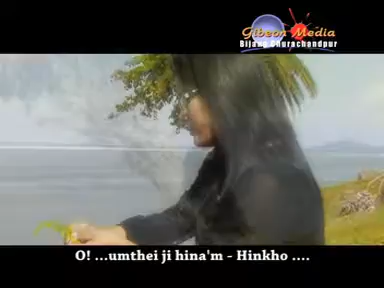 Gibeon Media
Bijang Churachandpur
O! ...umthei ji hina'm - Hinkho ....